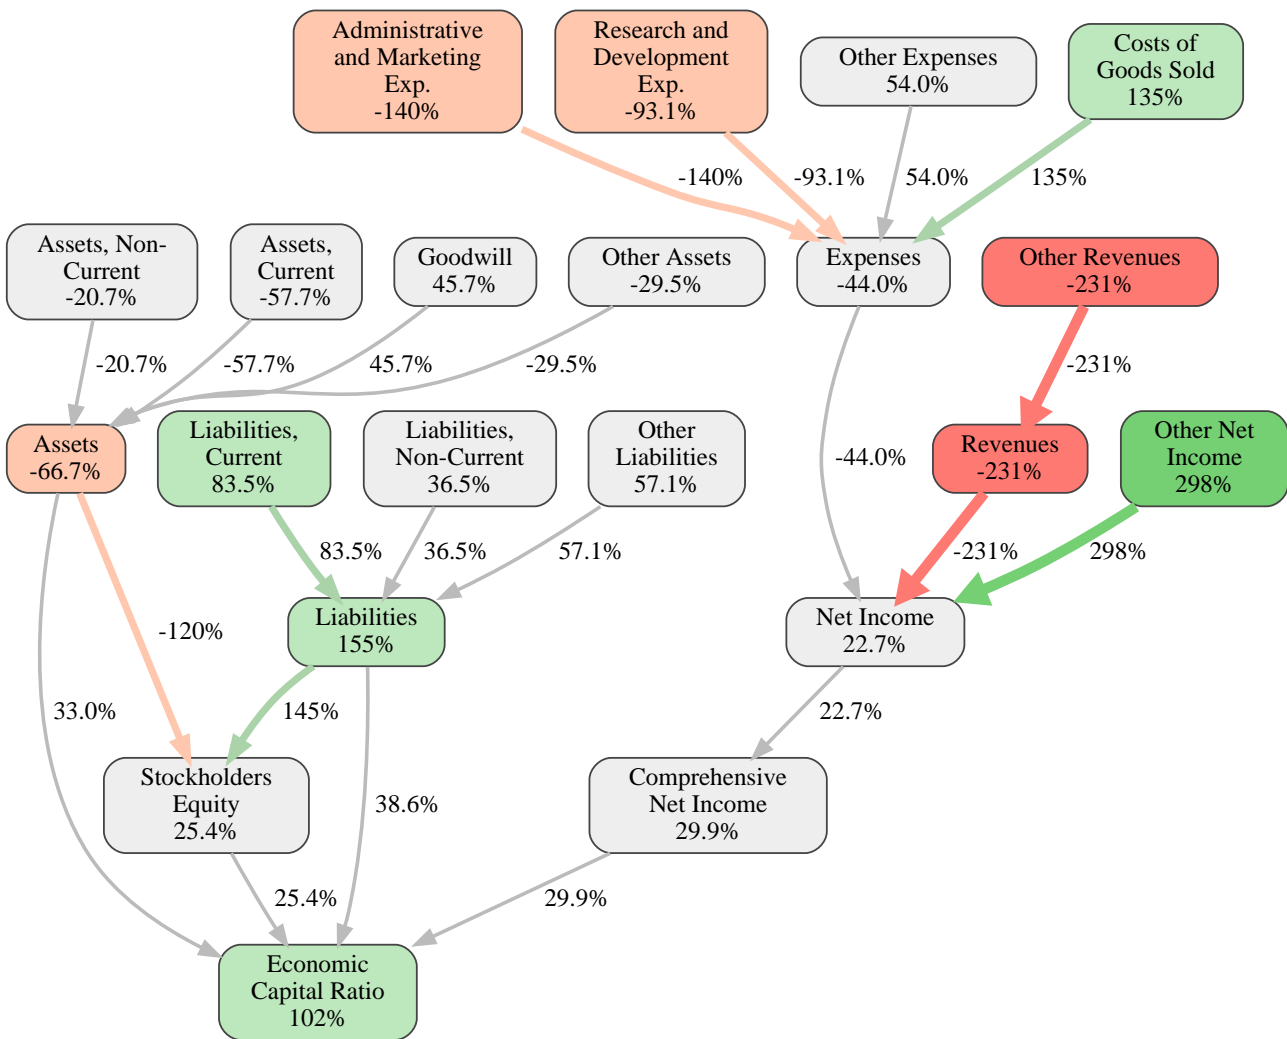 Administrative
and Marketing
Exp.
-140%
Research and
Development
Exp.
-93.1%
Other Expenses
54.0%
Costs of
Goods Sold
135%
-140%
-93.1%
54.0%
135%
Assets, Non-
Current
-20.7%
Assets,
Current
-57.7%
Goodwill
45.7%
Other Assets
-29.5%
Expenses
-44.0%
Other Revenues
-231%
-20.7%
-57.7%
45.7%
-29.5%
-231%
Assets
-66.7%
Liabilities,
Current
83.5%
Liabilities,
Non-Current
36.5%
Other
Liabilities
57.1%
-44.0%
Revenues
-231%
Other Net
Income
298%
83.5%
36.5%
57.1%
-231%
298%
Liabilities
155%
Net Income
22.7%
-120%
33.0%
145%
22.7%
Stockholders
Equity
25.4%
38.6%
Comprehensive
Net Income
29.9%
25.4%
29.9%
Economic
Capital Ratio
102%